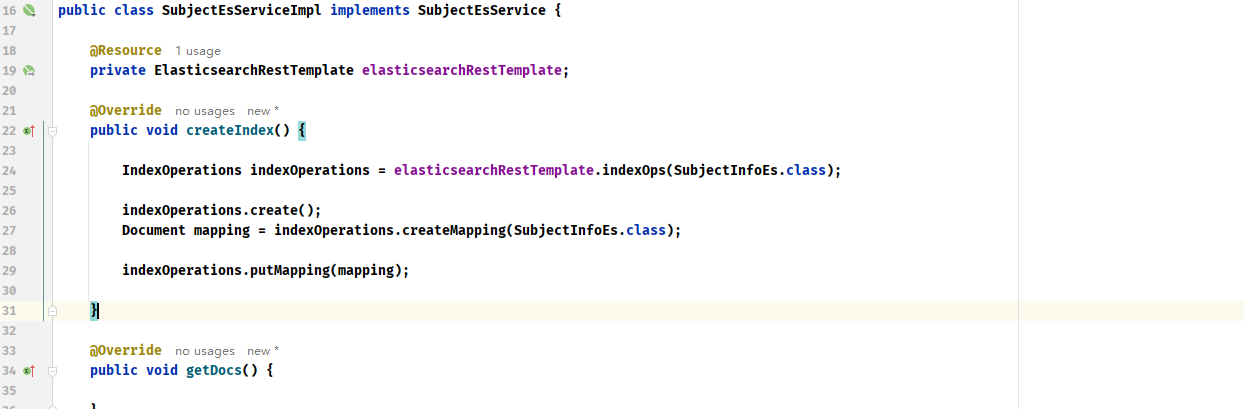 16 public class SubjectEsServiceImpl implements SubjectEsService {
17
18 @Resource 1 usage
19 private ElasticsearchRestTemplate elasticsearchRestTemplate;
20
21 @Override no usages new *
22 public void createIndex() {
23
24 IndexOperations indexOperations = elasticsearchRestTemplate.indexOps(SubjectInfoEs.class);
25
26 indexOperations.create();
27 Document mapping = indexOperations.createMapping(SubjectInfoEs.class);
28
29 indexOperations.putMapping(mapping);
30
31 }
32
33 @Override no usages new *
34 public void getDocs() {
35